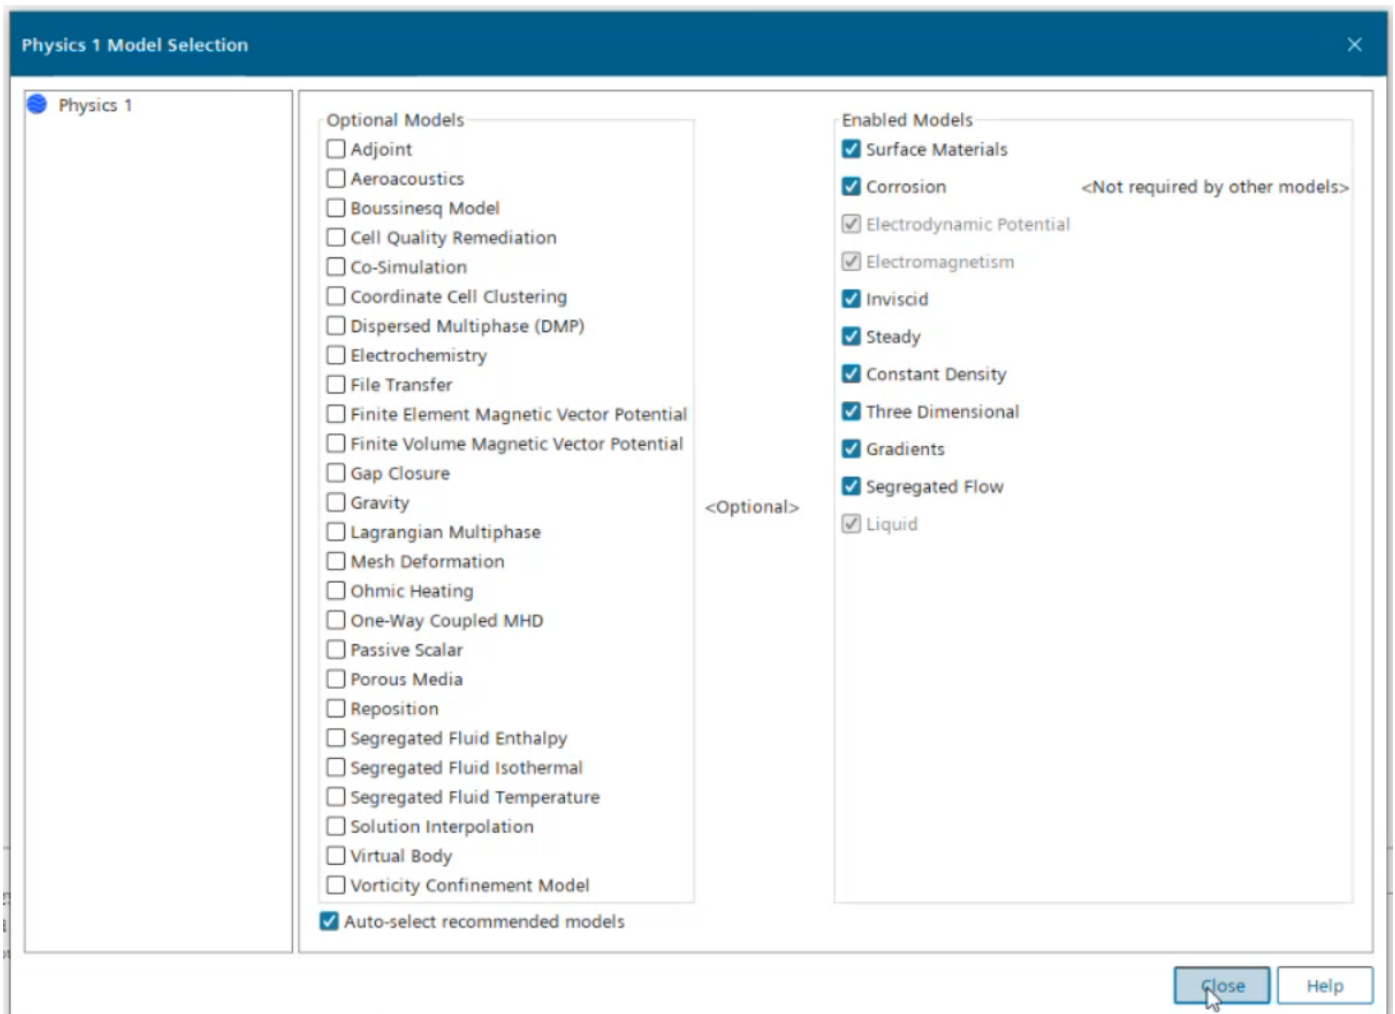 Physics 1 Model Selection
Physics 1
Optional Models
Adjoint
Aeroacoustics
Boussinesq Model
Cell Quality Remediation
Co-Simulation
Coordinate Cell Clustering
Dispersed Multiphase (DMP)
Electrochemistry
File Transfer
Finite Element Magnetic Vector Potential
Finite Volume Magnetic Vector Potential
Gap Closure
Gravity
Lagrangian Multiphase
Mesh Deformation
Ohmic Heating
One-Way Coupled MHD
Passive Scalar
Porous Media
Reposition
Segregated Fluid Enthalpy
Segregated Fluid Isothermal
Segregated Fluid Temperature
Solution Interpolation
Virtual Body
Vorticity Confinement Model
Auto-select recommended models
<Optional>
Enabled Models
Surface Materials
Corrosion <Not required by other models>
Electrodynamic Potential
Electromagnetism
Inviscid
Steady
Constant Density
Three Dimensional
Gradients
Segregated Flow
Liquid
Close
Help